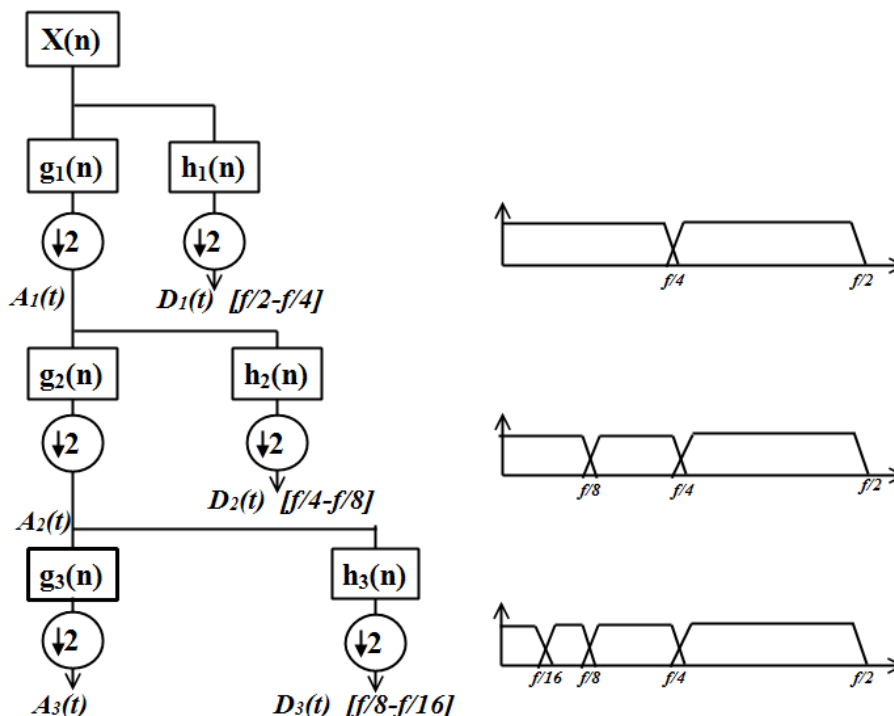 X(n)
g1(n)
h1(n)
↓2
↓2
A1(t)
D1(t) [f/2-f/4]
f/4
f/2
g2(n)
h2(n)
↓2
↓2
D2(t) [f/4-f/8]
f/8
f/4
f/2
A2(t)
g3(n)
h3(n)
↓2
↓2
A3(t)
D3(t) [f/8-f/16]
f/16
f/8
f/4
f/2